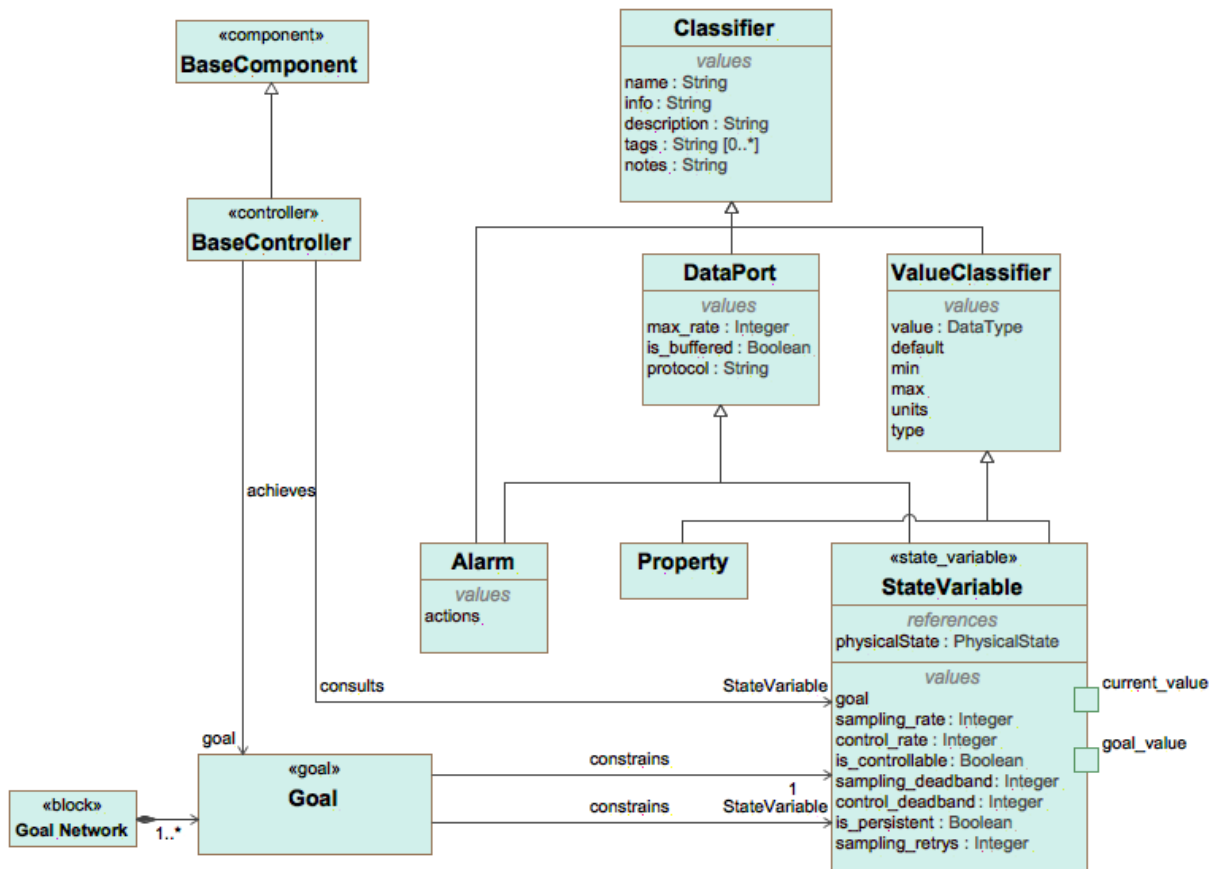 «component»
BaseComponent
«controller»
BaseController
Classifier
values
name : String
info : String
description : String
tags : String [0..*]
notes : String
DataPort
values
max_rate : Integer
is_buffered : Boolean
protocol : String
ValueClassifier
values
value : DataType
default
min
max
units
type
achieves
Alarm
values
actions
Property
«state_variable»
StateVariable
references
physicalState : PhysicalState
values
goal
sampling_rate : Integer
control_rate : Integer
is_controllable : Boolean
sampling_deadband: Integer
control_deadband: Integer
is_persistent : Boolean
sampling_retrys : Integer
current_value
goal_value
consults
StateVariable
goal
«goal»
Goal
constrains
1
constrains
StateVariable
«block»
Goal Network
1..*